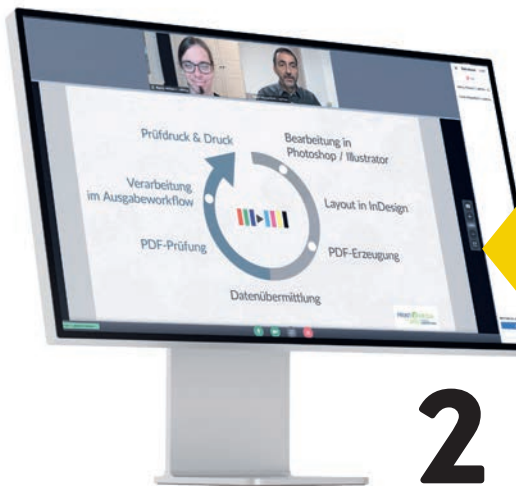 Prüfdruck & Druck
Bearbeitung in
Photoshop / Illustrator
Verarbeitung
im Ausgabeworkflow
Layout in InDesign
PDF-Prüfung
PDF-Erzeugung
Datenübermittlung
2